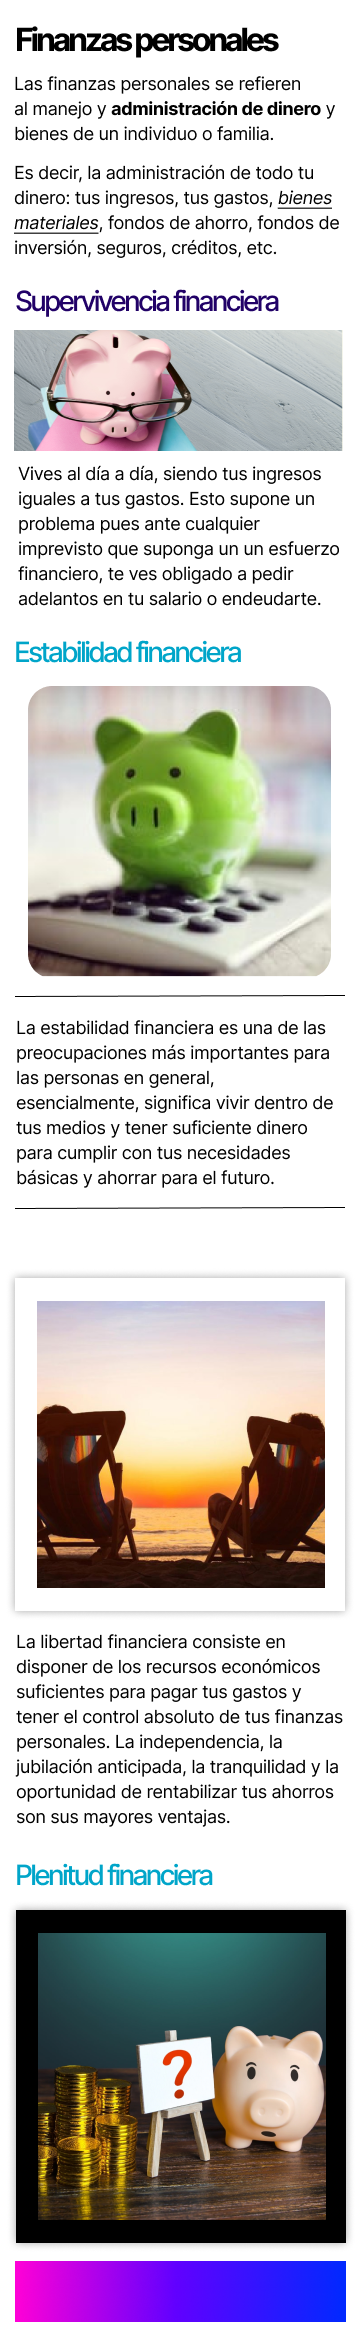 Finanzas personales
Las finanzas personales se refieren
al manejo y administración de dinero y
bienes de un individuo o familia.
Es decir, la administración de todo tu
dinero: tus ingresos, tus gastos, bienes
materiales, fondos de ahorro, fondos de
inversión, seguros, créditos, etc.
Supervivencia financiera
Vives al día a día, siendo tus ingresos
iguales a tus gastos. Esto supone un
problema pues ante cualquier
imprevisto que suponga un un esfuerzo
financiero, te ves obligado a pedir
adelantos en tu salario o endeudarte.
Estabilidad financiera
La estabilidad financiera es una de las
preocupaciones más importantes para
las personas en general,
esencialmente, significa vivir dentro de
tus medios y tener suficiente dinero
para cumplir con tus necesidades
básicas y ahorrar para el futuro.
La libertad financiera consiste en
disponer de los recursos económicos
suficientes para pagar tus gastos y
tener el control absoluto de tus finanzas
personales. La independencia, la
jubilación anticipada, la tranquilidad y la
oportunidad de rentabilizar tus ahorros
son sus mayores ventajas.
Plenitud financiera
?